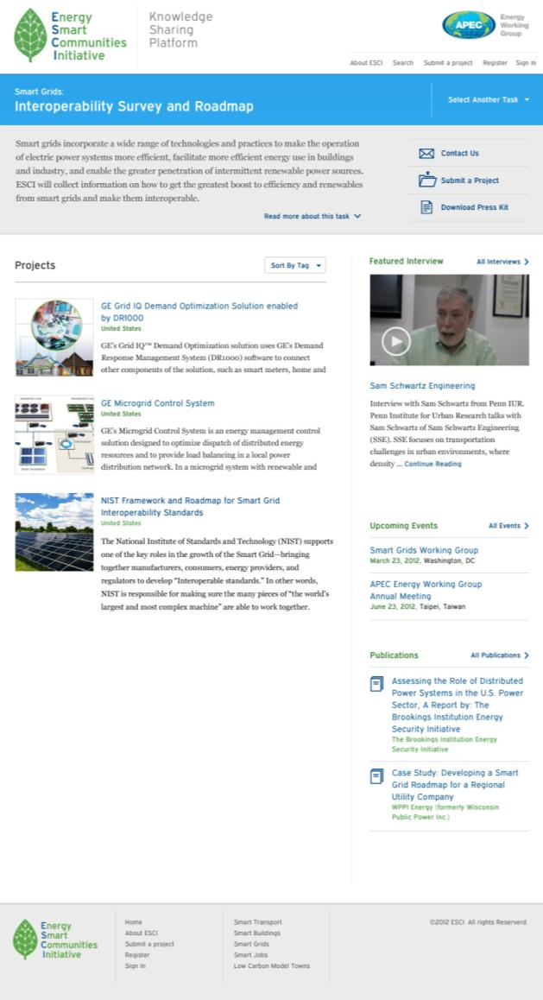 Energy
Smart
Communities
Initiative
Knowledge
Sharing
Platform
APEC
Energy
Working
Group
About ESCI
Search
Submit a project
Register
Sign In
Smart Grids:
Interoperability Survey and Roadmap
Select Another Task
Smart grids incorporate a wide range of technologies and practices to make the operation
of electric power systems more efficient, facilitate more efficient energy use in buildings
and industry, and enable the greater penetration of intermittent renewable power sources.
ESCI will collect information on how to get the greatest boost to efficiency and renewables
from smart grids and make them interoperable.
Read more about this task
Contact Us
Submit a Project
Download Press Kit
Projects
Sort By Tag
GE Grid IQ Demand Optimization Solution enabled
by DR1000
United States
GE's Grid IQ™ Demand Optimization solution uses GE's Demand
Response Management System (DR1000) software to connect
other components of the solution, such as smart meters, home and
GE Microgrid Control System
United States
GE's Microgrid Control System is an energy management control
solution designed to optimize dispatch of distributed energy
resources and to provide load balancing in a local power
distribution network. In a microgrid system with renewable and
NIST Framework and Roadmap for Smart Grid
Interoperability Standards
United States
The National Institute of Standards and Technology (NIST) supports
one of the key roles in the growth of the Smart Grid—bringing
together manufacturers, consumers, energy providers, and
regulators to develop "Interoperable standards." In other words,
NIST is responsible for making sure the many pieces of "the world's
largest and most complex machine" are able to work together.
Featured Interview
All Interviews
Sam Schwartz Engineering
Interview with Sam Schwartz from Penn IUR.
Penn Institute for Urban Research talks with
Sam Schwartz of Sam Schwartz Engineering
(SSE). SSE focuses on transportation
challenges in urban environments, where
density ... Continue Reading
Upcoming Events
All Events
Smart Grids Working Group
March 23, 2012, Washington, DC
APEC Energy Working Group
Annual Meeting
June 23, 2012, Taipei, Taiwan
Publications
All Publications
Assessing the Role of Distributed
Power Systems in the U.S. Power
Sector, A Report by: The
Brookings Institution Energy
Security Initiative
The Brookings Institution Energy
Security Initiative
Case Study: Developing a Smart
Grid Roadmap for a Regional
Utility Company
WPPI Energy (formerly Wisconsin
Public Power Inc.)
Energy
Smart
Communities
Initiative
Home
About ESCI
Submit a project
Register
Sign In
Smart Transport
Smart Buildings
Smart Grids
Smart Jobs
Low Carbon Model Towns
©2012 ESCI. All rights Reserverd.